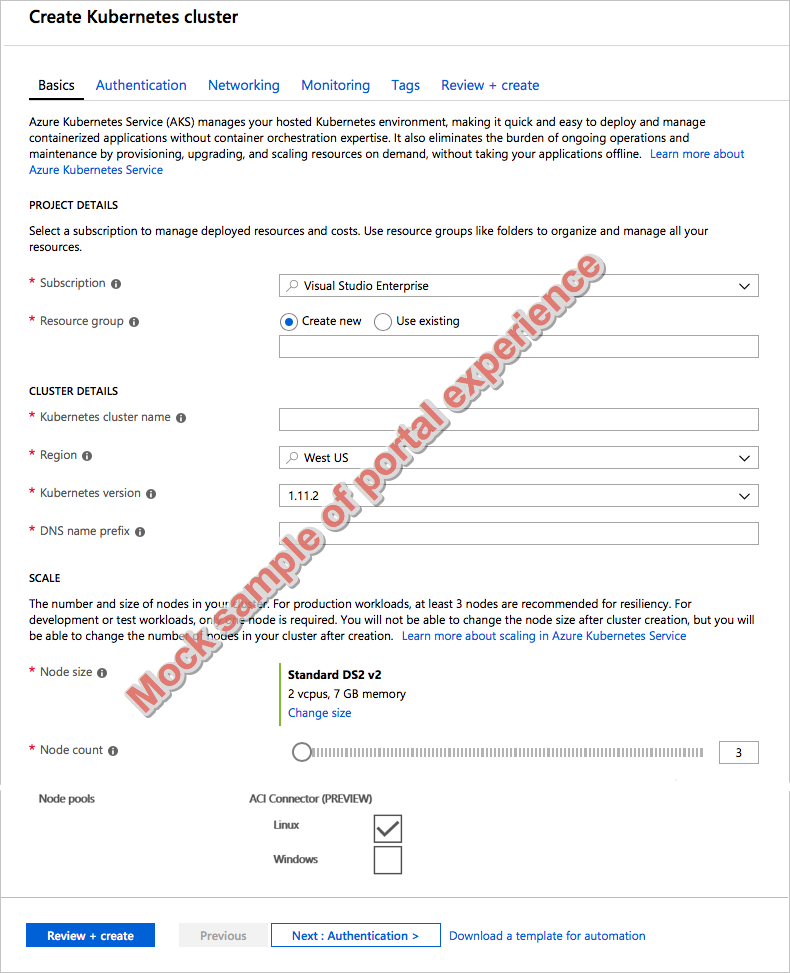 Create Kubernetes cluster
Basics Authentication Networking Monitoring Tags Review + create
Azure Kubernetes Service (AKS) manages your hosted Kubernetes environment, making it quick and easy to deploy and manage
containerized applications without container orchestration expertise. It also eliminates the burden of ongoing operations and
maintenance by provisioning, upgrading, and scaling resources on demand, without taking your applications offline. Learn more about
Azure Kubernetes Service
PROJECT DETAILS
Select a subscription to manage deployed resources and costs. Use resource groups like folders to organize and manage all your
resources.
* Subscription
Visual Studio Enterprise
* Resource group
Create new Use existing
CLUSTER DETAILS
* Kubernetes cluster name
* Region
West US
* Kubernetes version
1.11.2
* DNS name prefix
Mock sample of portal experience
SCALE
The number and size of nodes in your cluster. For production workloads, at least 3 nodes are recommended for resiliency. For
development or test workloads, only one node is required. You will not be able to change the node size after cluster creation, but you will
be able to change the number of nodes in your cluster after creation. Learn more about scaling in Azure Kubernetes Service
* Node size
Standard DS2 v2
2 vcpus, 7 GB memory
Change size
* Node count
3
Node pools
ACI Connector (PREVIEW)
Linux
Windows
Review + create Previous Next : Authentication > Download a template for automation